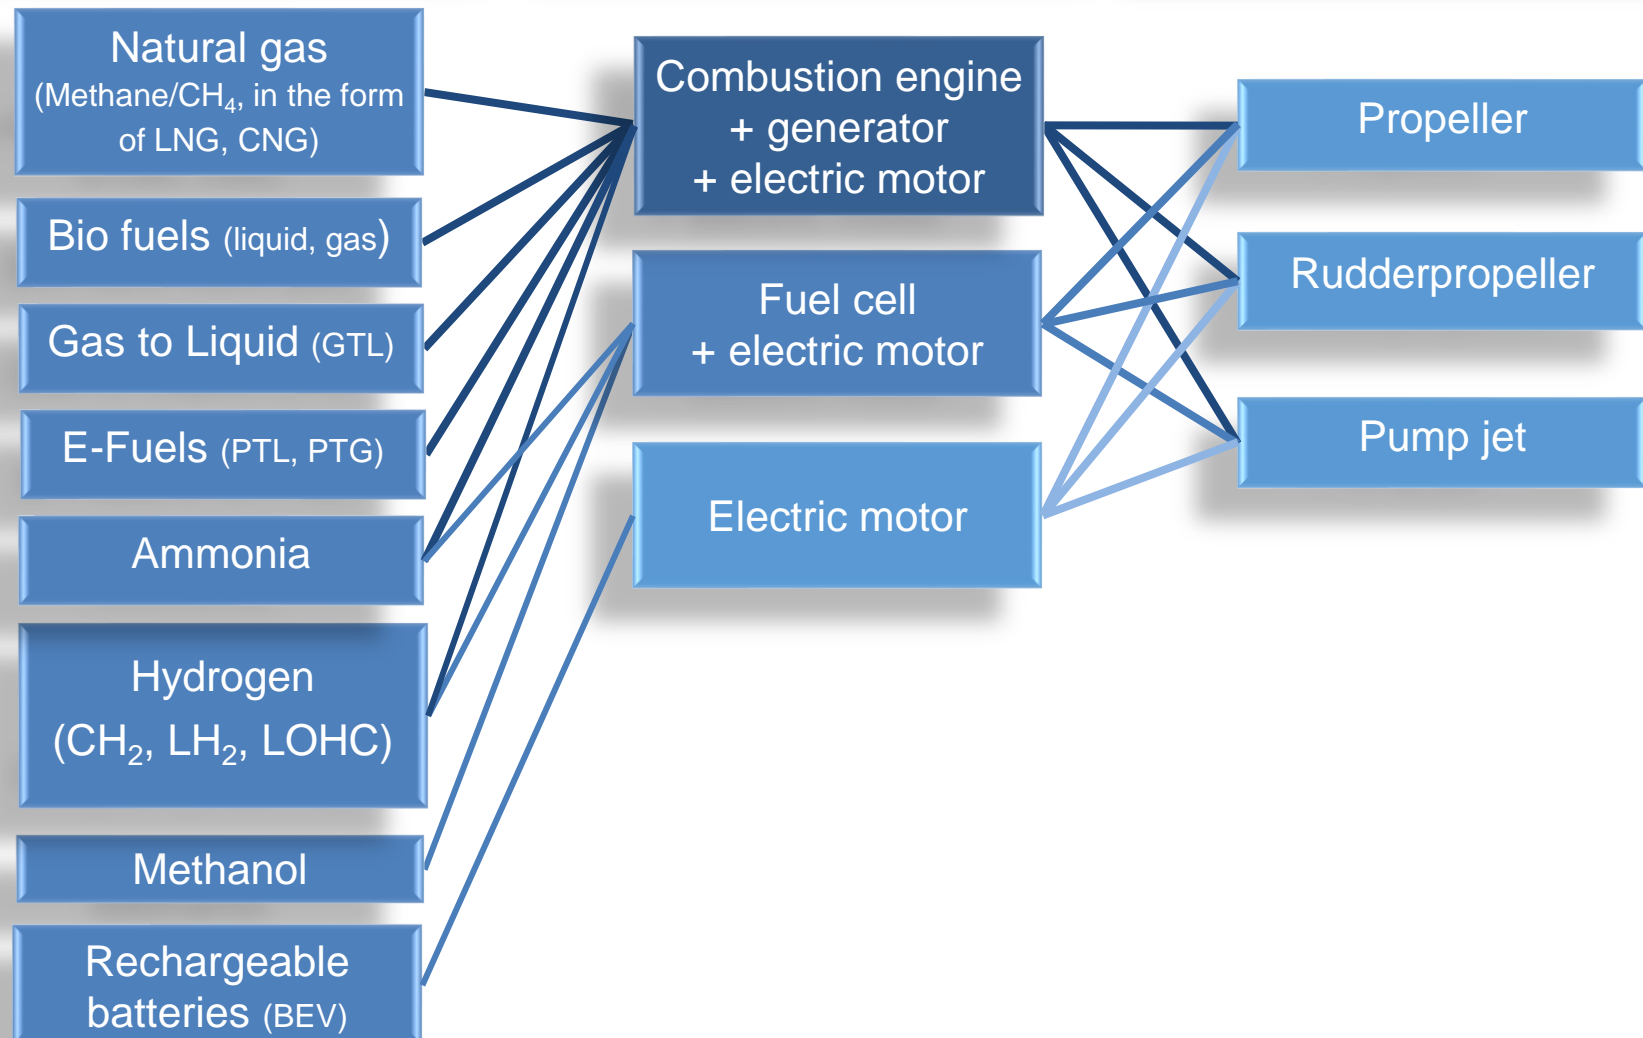 Natural gas
(Methane/CH₄, in the form
of LNG, CNG)
Bio fuels (liquid, gas)
Gas to Liquid (GTL)
E-Fuels (PTL, PTG)
Ammonia
Hydrogen
(CH₂, LH₂, LOHC)
Methanol
Rechargeable
batteries (BEV)
Combustion engine
+ generator
+ electric motor
Fuel cell
+ electric motor
Electric motor
Propeller
Rudderpropeller
Pump jet